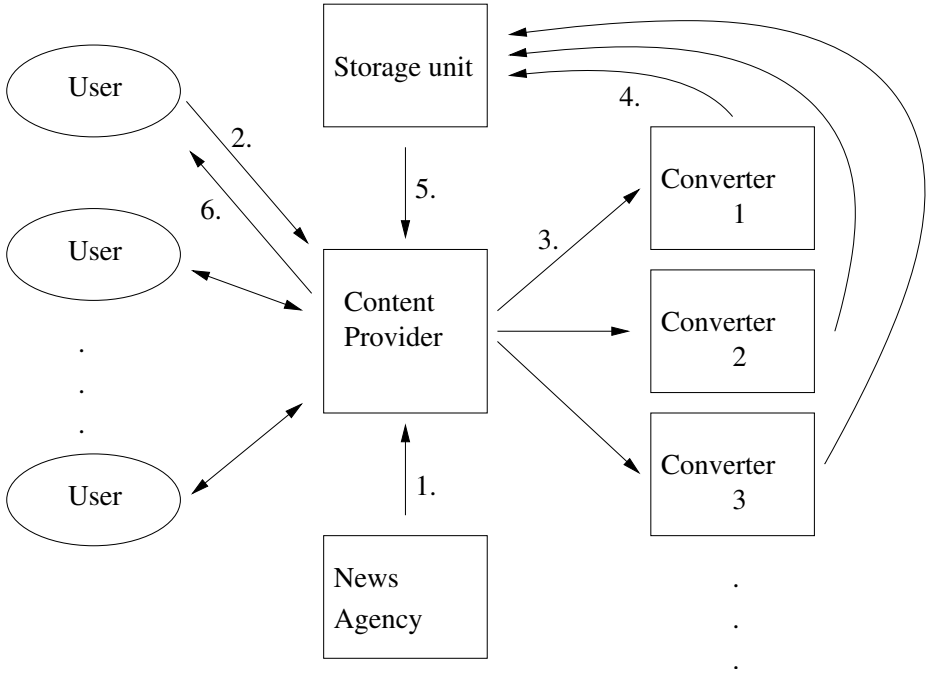 User
Storage unit
4.
2.
Converter
1
5.
6.
3.
User
Content
Provider
Converter
2
.
.
.
User
Converter
3
1.
News
Agency
.
.
.